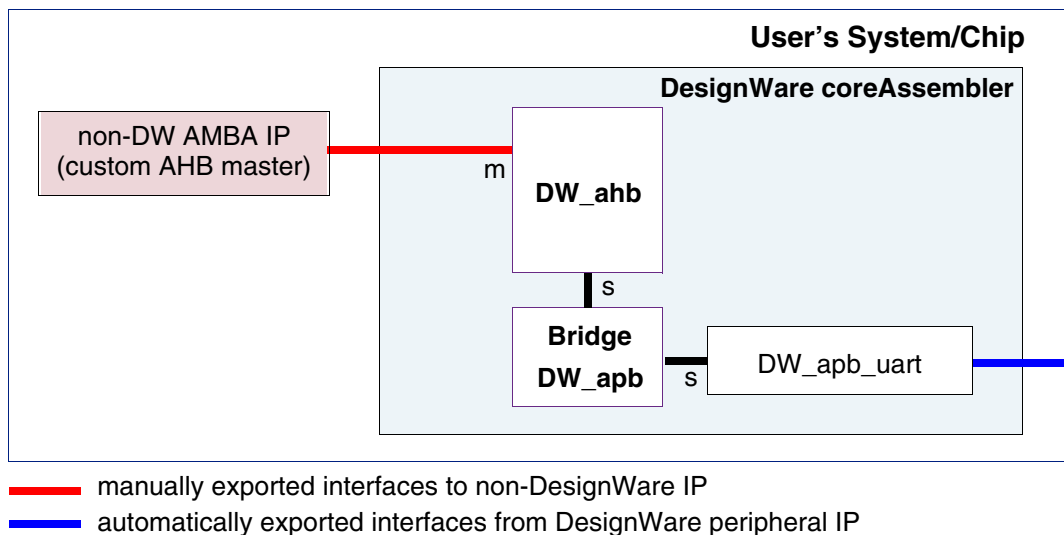 User's System/Chip
DesignWare coreAssembler
non-DW AMBA IP
(custom AHB master)
m
DW_ahb
s
Bridge
DW_apb
s
DW_apb_uart
manually exported interfaces to non-DesignWare IP
automatically exported interfaces from DesignWare peripheral IP